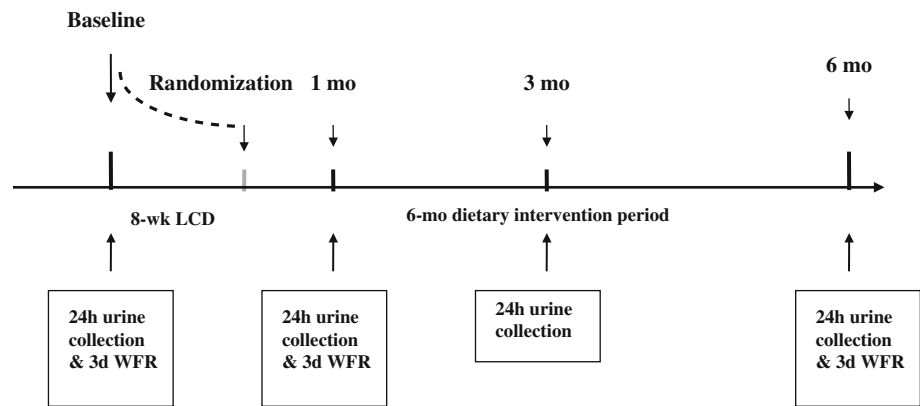 Baseline
Randomization
1 mo
3 mo
6 mo
8-wk LCD
6-mo dietary intervention period
24h urine
collection
& 3d WFR
24h urine
collection
& 3d WFR
24h urine
collection
24h urine
collection
& 3d WFR